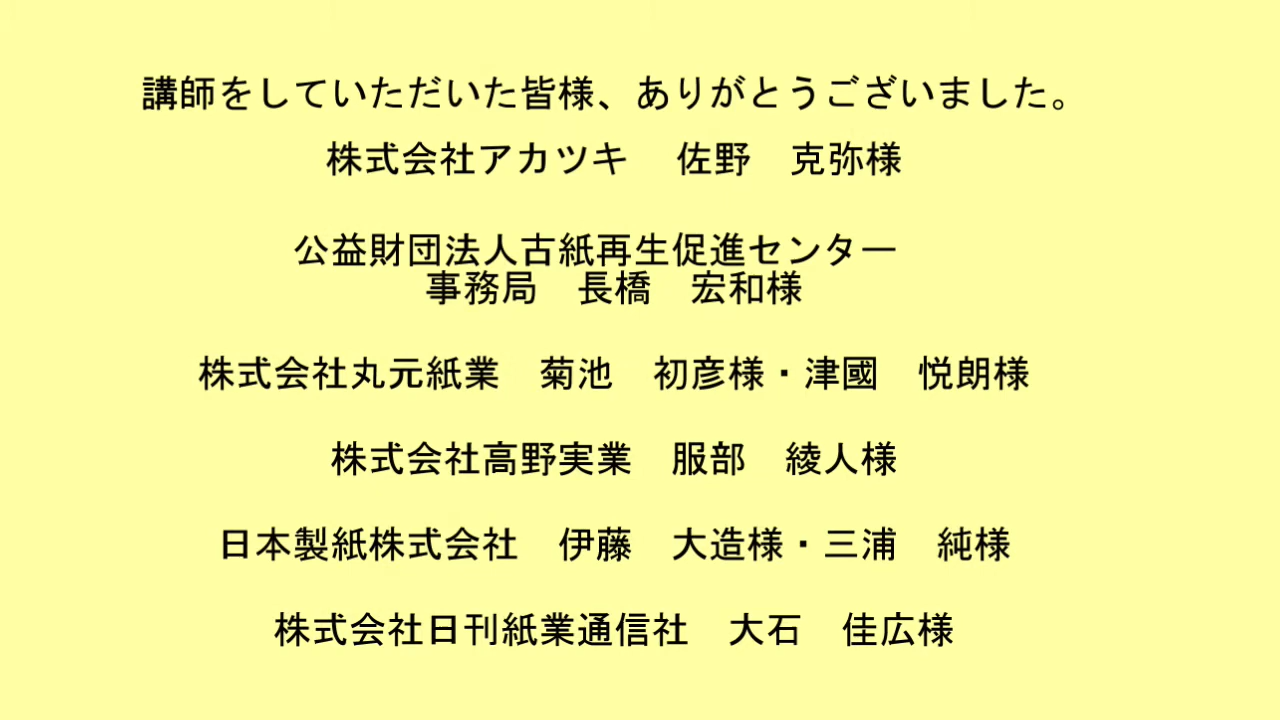 講師をしていただいた皆様、ありがとうございました。
株式会社アカツキ　佐野　克弥様
公益財団法人古紙再生促進センター
事務局　長橋　宏和様
株式会社丸元紙業　菊池　初彦様・津國　悦朗様
株式会社高野実業　服部　綾人様
日本製紙株式会社　伊藤　大造様・三浦　純様
株式会社日刊紙業通信社　大石　佳広様